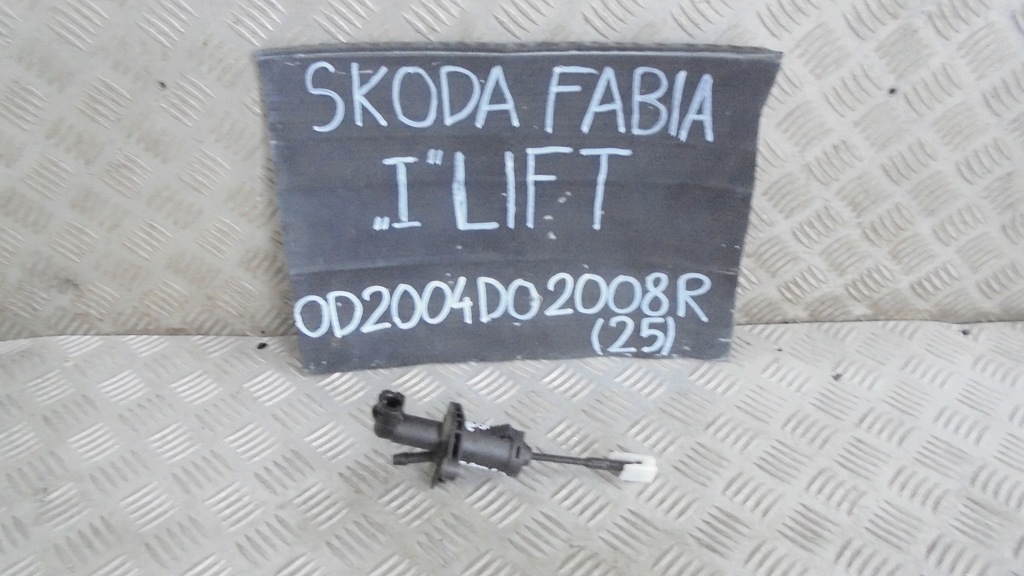 SKODA FABIA
„I" LIFT
OD2004DO2008R
(25)